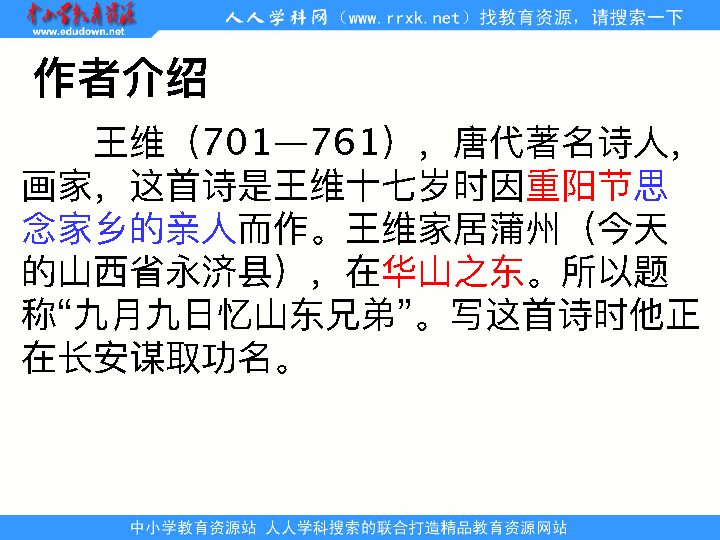 中小学教育资源
www.edudown.net
人人学科网（www.rrxk.net）找教育资源，请搜索一下
作者介绍
王维（701—761），唐代著名诗人，
画家，这首诗是王维十七岁时因重阳节思
念家乡的亲人而作。王维家居蒲州（今天
的山西省永济县），在华山之东。所以题
称“九月九日忆山东兄弟”。写这首诗时他正
在长安谋取功名。
中小学教育资源站 人人学科搜索的联合打造精品教育资源网站